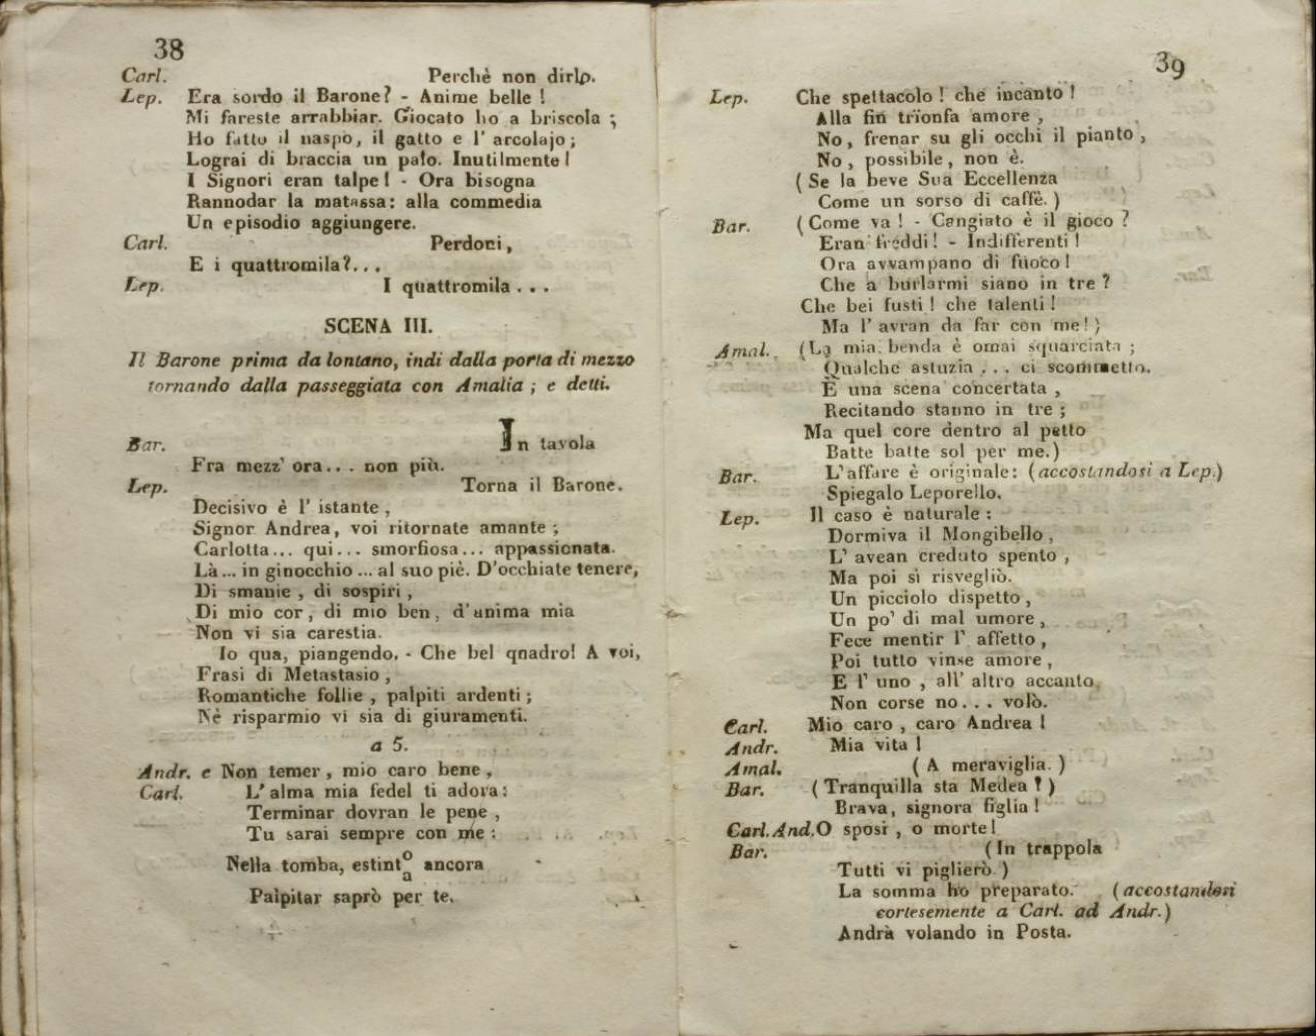 38
Carl. Perchè non dirlo.
Lep. Era sordo il Barone? - Anime belle !
Mi fareste arrabbiar. Giocato ho a briscola ;
Ho fatto il naspo, il gatto e l' arcolajo ;
Lograi di braccia un palo. Inutilmente !
I Signori eran talpe ! - Ora bisogna
Rannodar la matassa : alla commedia
Un episodio aggiungere.
Carl. Perdoni,
E i quattromila?...
Lep. I quattromila . . .
SCENA III.
Il Barone prima da lontano, indi dalla porta di mezzo
tornando dalla passeggiata con Amalia ; e detti.
Bar. In tavola
Fra mezz' ora... non più.
Lep. Torna il Barone.
Decisivo è l' istante ,
Signor Andrea, voi ritornate amante ;
Carlotta... qui... smorfiosa... appassionata.
Là ... in ginocchio ... al suo piè. D'occhiate tenere,
Di smanie , di sospiri ,
Di mio cor, di mio ben, d'anima mia
Non vi sia carestia.
Io qua, piangendo. - Che bel qnadro! A voi,
Frasi di Metastasio ,
Romantiche follie , palpiti ardenti ;
Nè risparmio vi sia di giuramenti.
a 5.
Andr. e Non temer , mio caro bene ,
Carl. L' alma mia fedel ti adora :
Terminar dovran le pene ,
Tu sarai sempre con me :
Nella tomba, estinto/a ancora
Palpitar saprò per te.
39
Lep. Che spettacolo ! che incanto !
Alla fin trionfa amore ,
No , frenar su gli occhi il pianto ,
No , possibile , non è.
( Se la beve Sua Eccellenza
Come un sorso di caffè. )
Bar. ( Come va ! - Cangiato è il gioco ?
Eran freddi ! - Indifferenti !
Ora avvampano di fuoco !
Che a burlarmi siano in tre ?
Che bei fusti ! che talenti !
Ma l' avran da far con me ! )
Amal. (La mia benda è omai squarciata ;
Qualche astuzia . . . ci scommetto.
È una scena concertata ,
Recitando stanno in tre ;
Ma quel core dentro al petto
Batte batte sol per me.)
Bar. L'affare è originale : (accostandosi a Lep.)
Spiegalo Leporello.
Lep. Il caso è naturale :
Dormiva il Mongibello ,
L' avean creduto spento ,
Ma poi si risvegliò.
Un picciolo dispetto ,
Un po' di mal umore ,
Fece mentir l' affetto ,
Poi tutto vinse amore ,
E l' uno , all' altro accanto
Non corse no... volò.
Carl. Mio caro , caro Andrea !
Andr. Mia vita !
Amal. ( A meraviglia. )
Bar. ( Tranquilla sta Medea ! )
Brava, signora figlia !
Carl. And. O sposi , o morte !
Bar. (In trappola
Tutti vi piglierò )
La somma ho preparato. (accostandosi
cortesemente a Carl. ad Andr.)
Andrà volando in Posta.